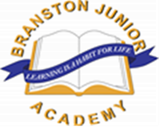 BRANSTON JUNIOR
LEARNING IS A HABIT FOR LIFE
ACADEMY